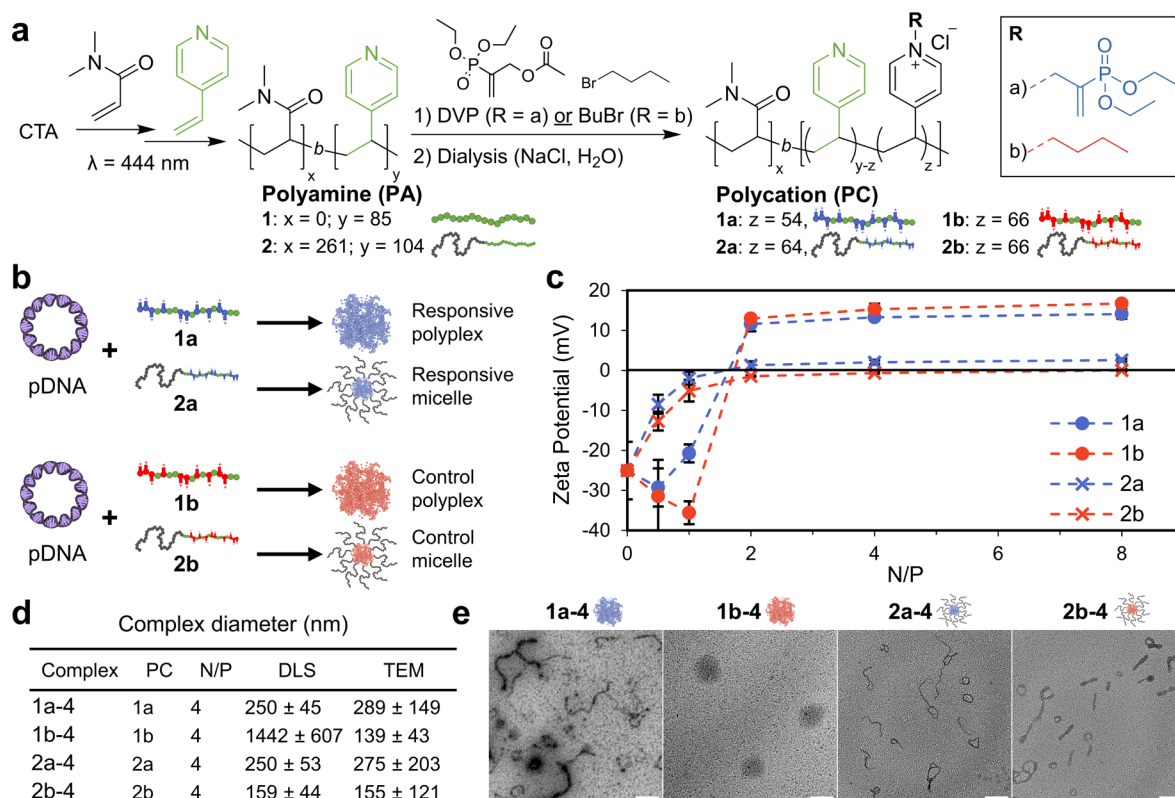 a
N
O
N
O
O
P
O
O
O
Br
N
O
N
1) DVP (R = a) or BuBr (R = b)
2) Dialysis (NaCl, H2O)
CTA
λ = 444 nm
b
x
y
R
N
+
Cl−
N
O
N
b
x
y-z
z
R
a)
O
P
O
O
b)
Polyamine (PA)
1: x = 0; y = 85
2: x = 261; y = 104
Polycation (PC)
1a: z = 54,
1b: z = 66
2a: z = 64,
2b: z = 66
b
pDNA
+
1a
2a
Responsive
polyplex
Responsive
micelle
pDNA
+
1b
2b
Control
polyplex
Control
micelle
c
Zeta Potential (mV)
20
10
0
-10
-20
-30
-40
0
2
4
6
8
N/P
1a
1b
2a
2b
d
Complex diameter (nm)
Complex PC N/P DLS TEM
1a-4 1a 4 250 ± 45 289 ± 149
1b-4 1b 4 1442 ± 607 139 ± 43
2a-4 2a 4 250 ± 53 275 ± 203
2b-4 2b 4 159 ± 44 155 ± 121
e
1a-4
1b-4
2a-4
2b-4